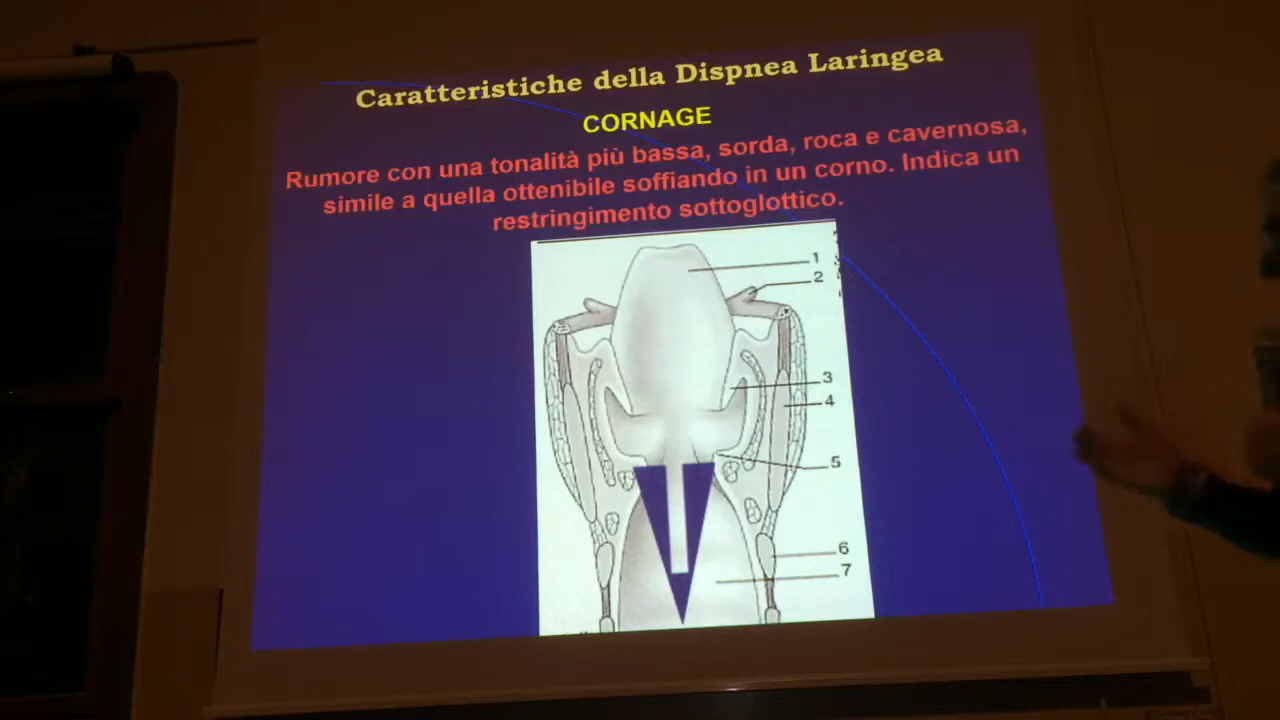 Caratteristiche della Dispnea Laringea
CORNAGE
Rumore con una tonalità più bassa, sorda, roca e cavernosa,
simile a quella ottenibile soffiando in un corno. Indica un
restringimento sottoglottico.
1
2
3
4
5
6
7